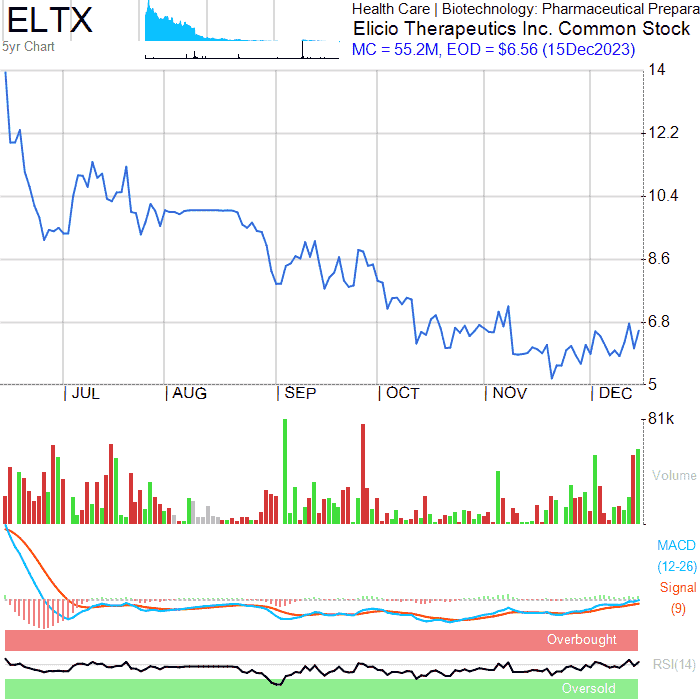 ELTX
5yr Chart
Health Care | Biotechnology: Pharmaceutical Prepara
Elicio Therapeutics Inc. Common Stock
MC = 55.2M, EOD = $6.56 (15Dec2023)
14
12.2
10.4
8.6
6.8
5
JUL AUG SEP OCT NOV DEC
81k
Volume
MACD
(12-26)
Signal
(9)
Overbought
RSI(14)
Oversold